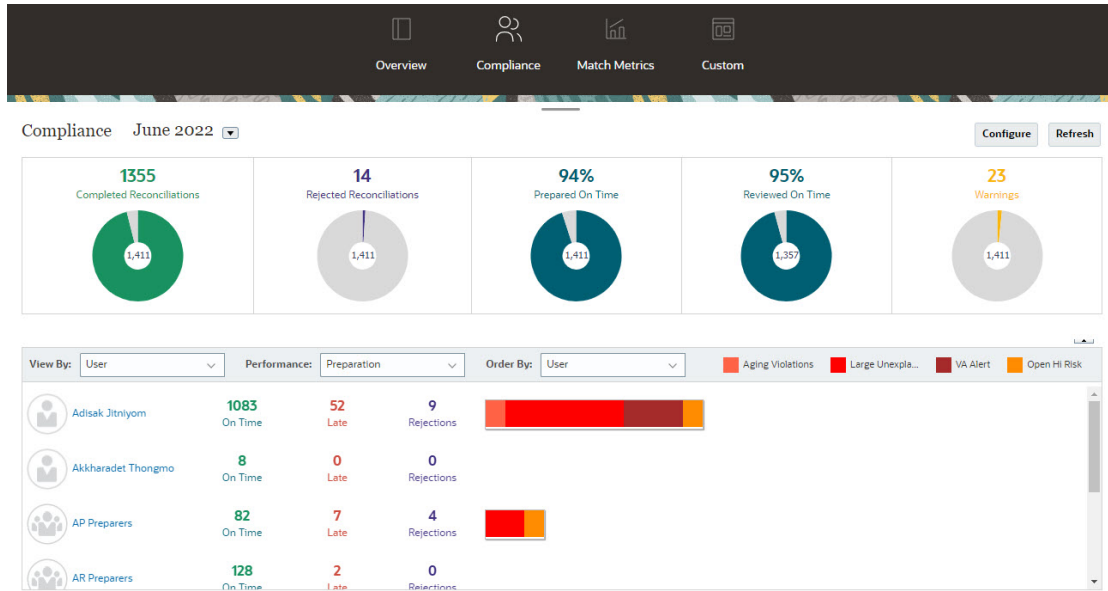 Overview Compliance Match Metrics Custom
Compliance June 2022 Configure Refresh
1355 14 94% 95% 23
Completed Reconciliations Rejected Reconciliations Prepared On Time Reviewed On Time Warnings
1,411 1,411 1,411 1,357 1,411
View By: User Performance: Preparation Order By: User Aging Violations Large Unexpla... VA Alert Open Hi Risk
Adisak Jitniyom 1083 52 9
On Time Late Rejections
Akkharadet Thongmo 8 0 0
On Time Late Rejections
AP Preparers 82 7 4
On Time Late Rejections
AR Preparers 128 2 0
On Time Late Rejections